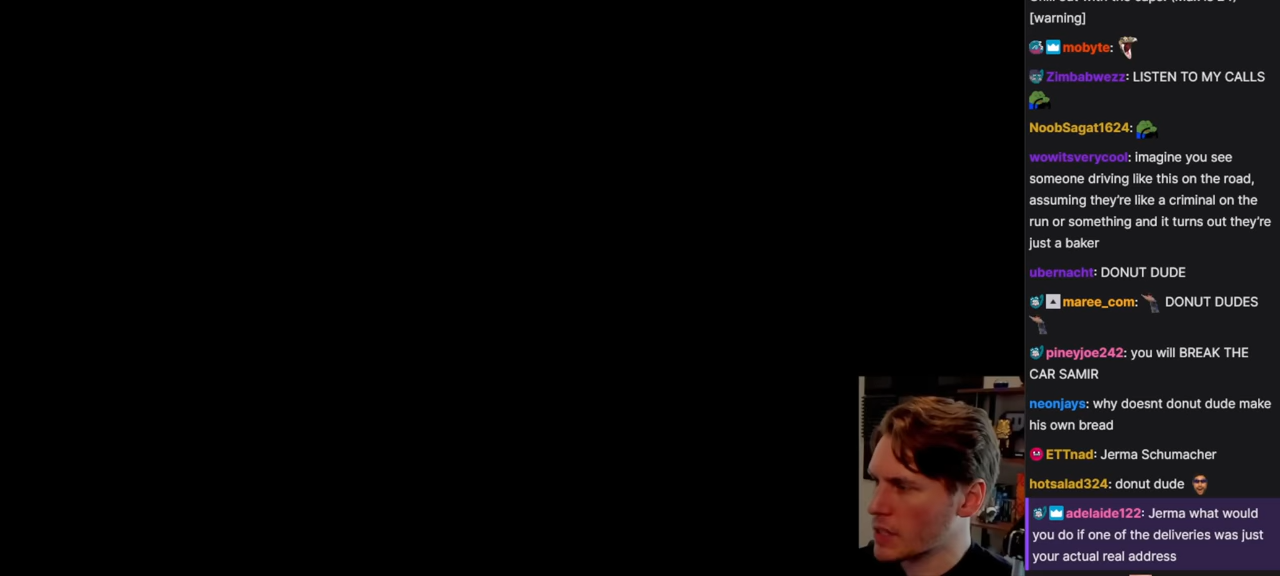 [warning]
mobyte:
Zimbabwezz: LISTEN TO MY CALLS
NoobSagat1624:
wowitsverycool: imagine you see
someone driving like this on the road,
assuming they're like a criminal on the
run or something and it turns out they're
just a baker
ubernacht: DONUT DUDE
maree_com: DONUT DUDES
pineyjoe242: you will BREAK THE
CAR SAMIR
neonjays: why doesnt donut dude make
his own bread
ETTnad: Jerma Schumacher
hotsalad324: donut dude
adelaide122: Jerma what would
you do if one of the deliveries was just
your actual real address